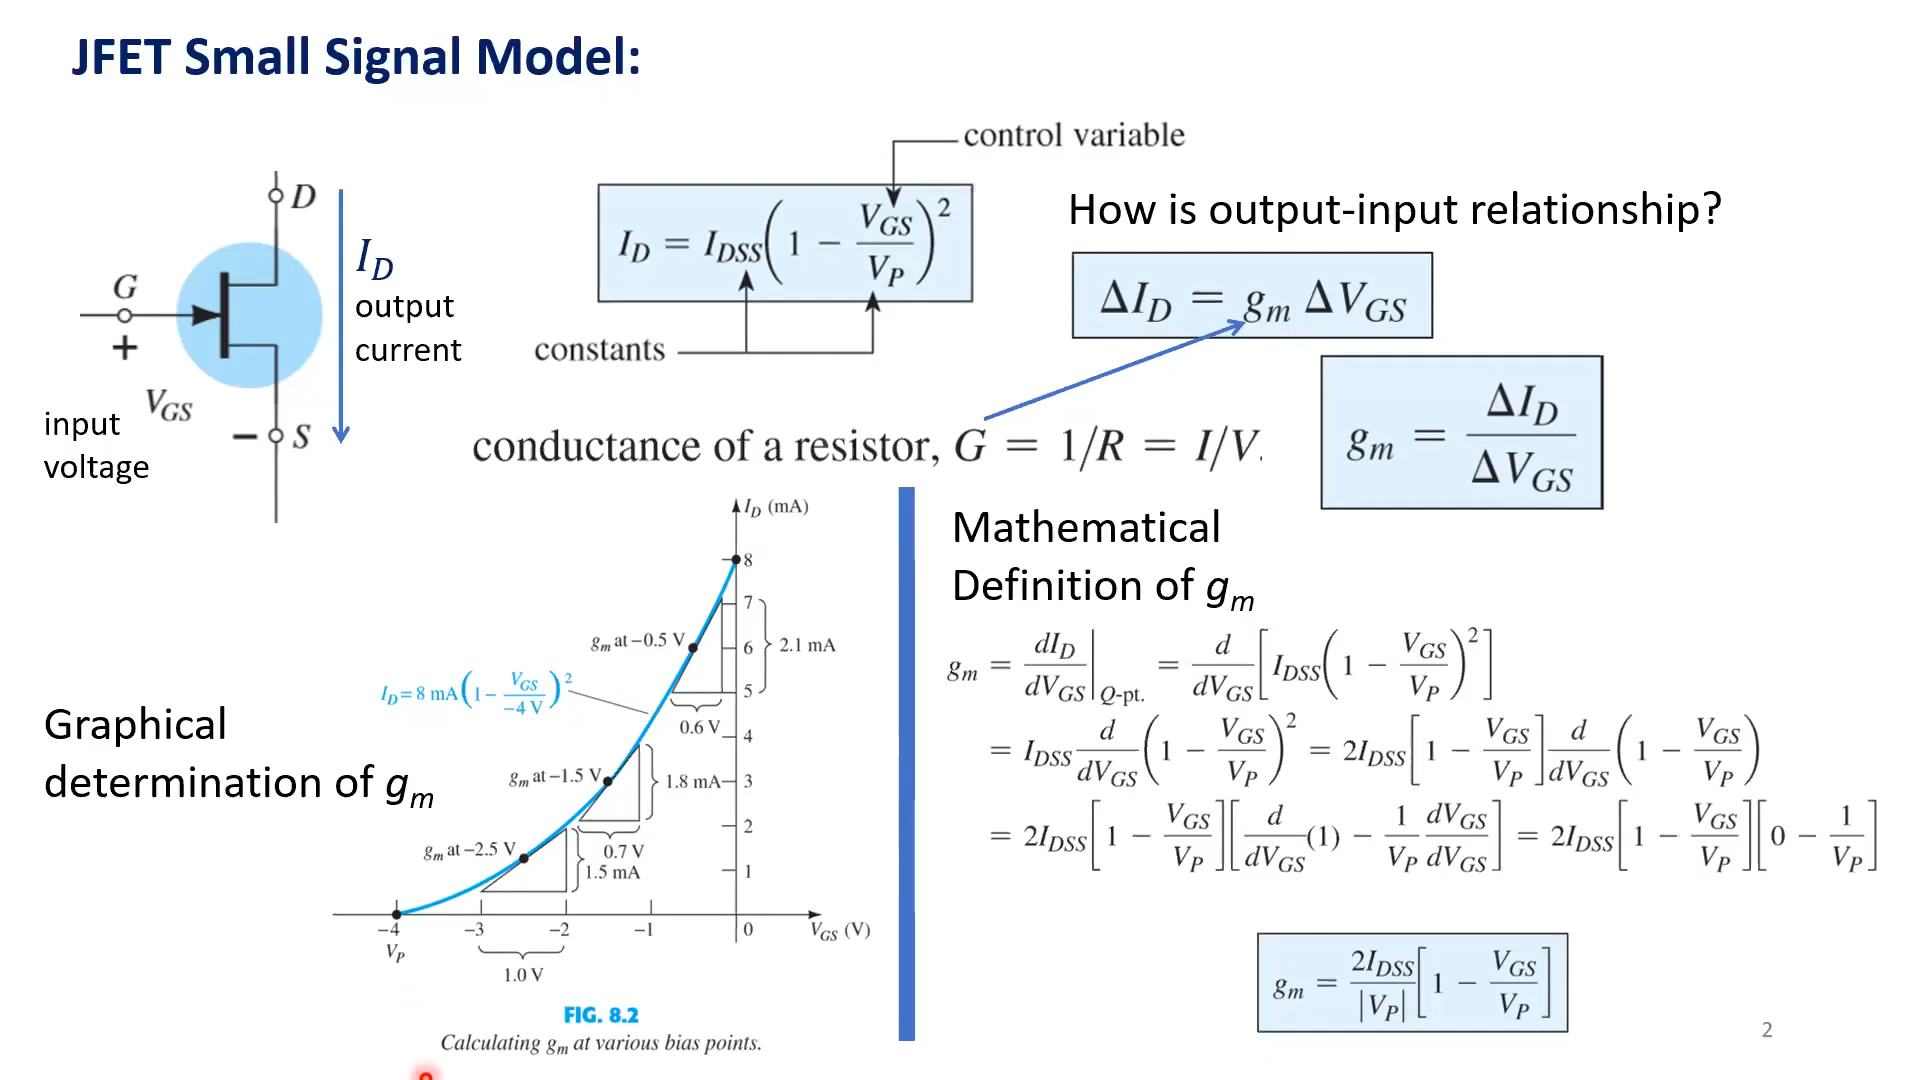 JFET Small Signal Model:
control variable
I_D = I_DSS(1 − V_GS/V_P)^2
constants
D
G
+
V_GS
−
S
I_D
output
current
input
voltage
How is output-input relationship?
ΔI_D = g_m ΔV_GS
g_m = ΔI_D/ΔV_GS
conductance of a resistor, G = 1/R = I/V.
Graphical
determination of g_m
I_D (mA)
8
7
6
5
4
3
2
1
0
g_m at −0.5 V
2.1 mA
0.6 V
I_D = 8 mA(1 − V_GS/−4 V)^2
g_m at −1.5 V
1.8 mA
0.7 V
g_m at −2.5 V
1.5 mA
1.0 V
−4
−3
−2
−1
V_P
V_GS (V)
FIG. 8.2
Calculating g_m at various bias points.
Mathematical
Definition of g_m
g_m = dI_D/dV_GS|_Q-pt. = d/dV_GS[I_DSS(1 − V_GS/V_P)^2]
= I_DSS d/dV_GS(1 − V_GS/V_P)^2 = 2I_DSS[1 − V_GS/V_P] d/dV_GS(1 − V_GS/V_P)
= 2I_DSS[1 − V_GS/V_P][d/dV_GS(1) − 1/V_P dV_GS/dV_GS] = 2I_DSS[1 − V_GS/V_P][0 − 1/V_P]
g_m = 2I_DSS/|V_P|[1 − V_GS/V_P]
2